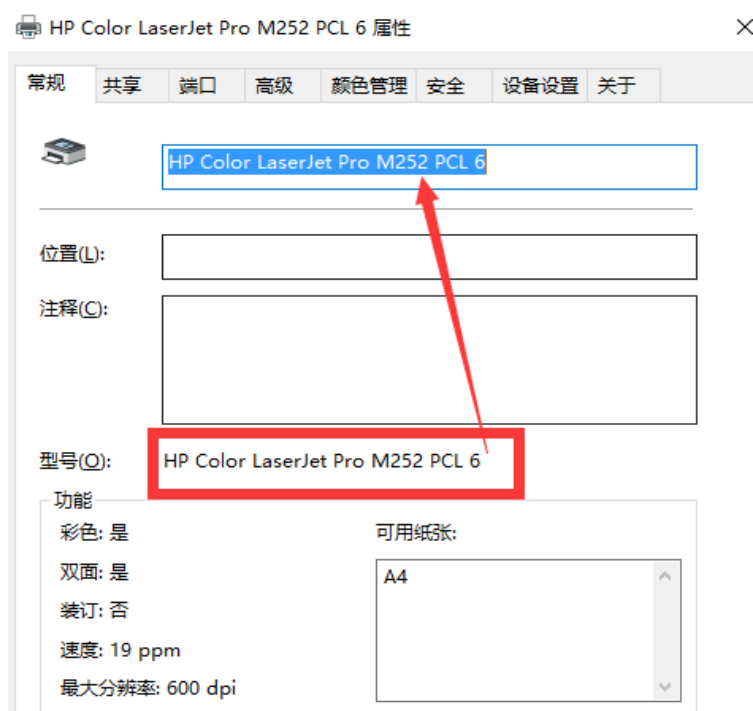 HP Color LaserJet Pro M252 PCL 6 属性
常规 共享 端口 高级 颜色管理 安全 设备设置 关于
HP Color LaserJet Pro M252 PCL 6
位置(L):
注释(C):
型号(O): HP Color LaserJet Pro M252 PCL 6
功能
彩色: 是 可用纸张:
双面: 是 A4
装订: 否
速度: 19 ppm
最大分辨率: 600 dpi